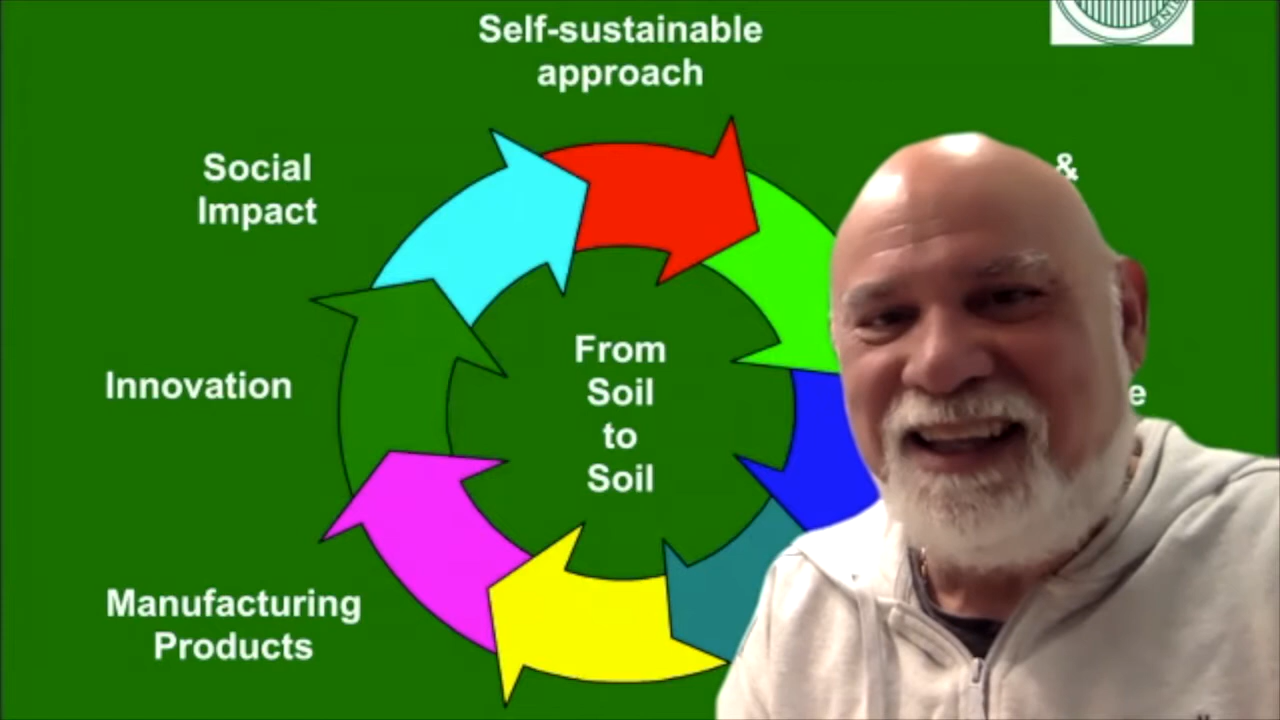 Self-sustainable
approach
&
Social
Impact
From
Soil
to
Soil
Innovation
Manufacturing
Products